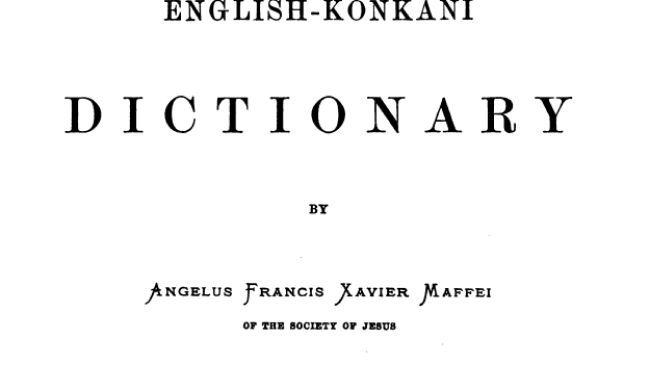 ENGLISH-KONKANI
DICTIONARY
BY
ANGELUS FRANCIS XAVIER MAFFEI
OF THE SOCIETY OF JESUS